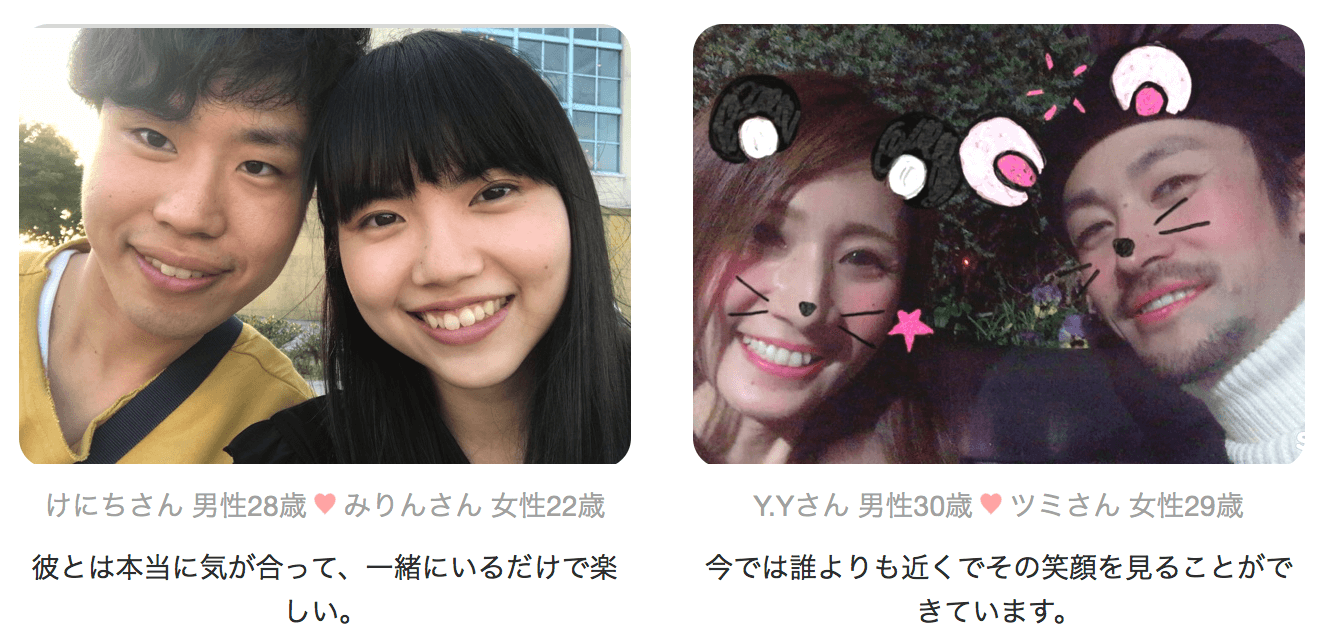 けにちさん 男性28歳♥みりんさん 女性22歳
彼とは本当に気が合って、一緒にいるだけで楽
しい。
Y.Yさん 男性30歳♥ツミさん 女性29歳
今では誰よりも近くでその笑顔を見ることがで
きています。